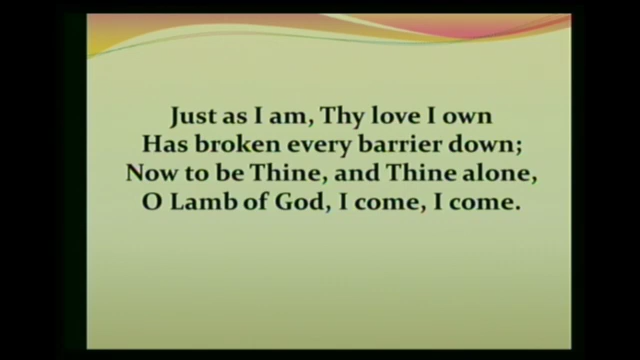 Just as I am, Thy love I own
Has broken every barrier down;
Now to be Thine, and Thine alone,
O Lamb of God, I come, I come.